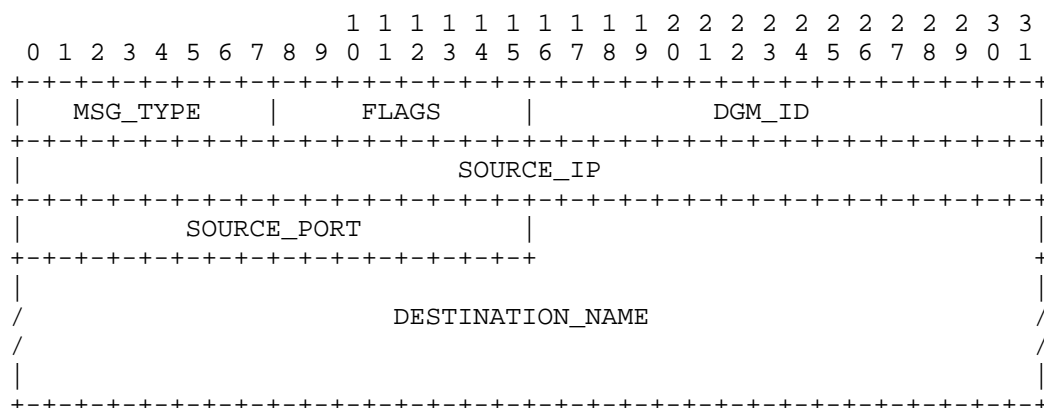 1 1 1 1 1 1 1 1 1 1 2 2 2 2 2 2 2 2 2 2 3 3
 0 1 2 3 4 5 6 7 8 9 0 1 2 3 4 5 6 7 8 9 0 1 2 3 4 5 6 7 8 9 0 1
+-+-+-+-+-+-+-+-+-+-+-+-+-+-+-+-+-+-+-+-+-+-+-+-+-+-+-+-+-+-+-+-+
|   MSG_TYPE    |     FLAGS     |           DGM_ID              |
+-+-+-+-+-+-+-+-+-+-+-+-+-+-+-+-+-+-+-+-+-+-+-+-+-+-+-+-+-+-+-+-+
|                           SOURCE_IP                           |
+-+-+-+-+-+-+-+-+-+-+-+-+-+-+-+-+-+-+-+-+-+-+-+-+-+-+-+-+-+-+-+-+
|          SOURCE_PORT          |                               |
+-+-+-+-+-+-+-+-+-+-+-+-+-+-+-+-+                               +
|                                                               |
/                       DESTINATION_NAME                        /
/                                                               /
|                                                               |
+-+-+-+-+-+-+-+-+-+-+-+-+-+-+-+-+-+-+-+-+-+-+-+-+-+-+-+-+-+-+-+-+